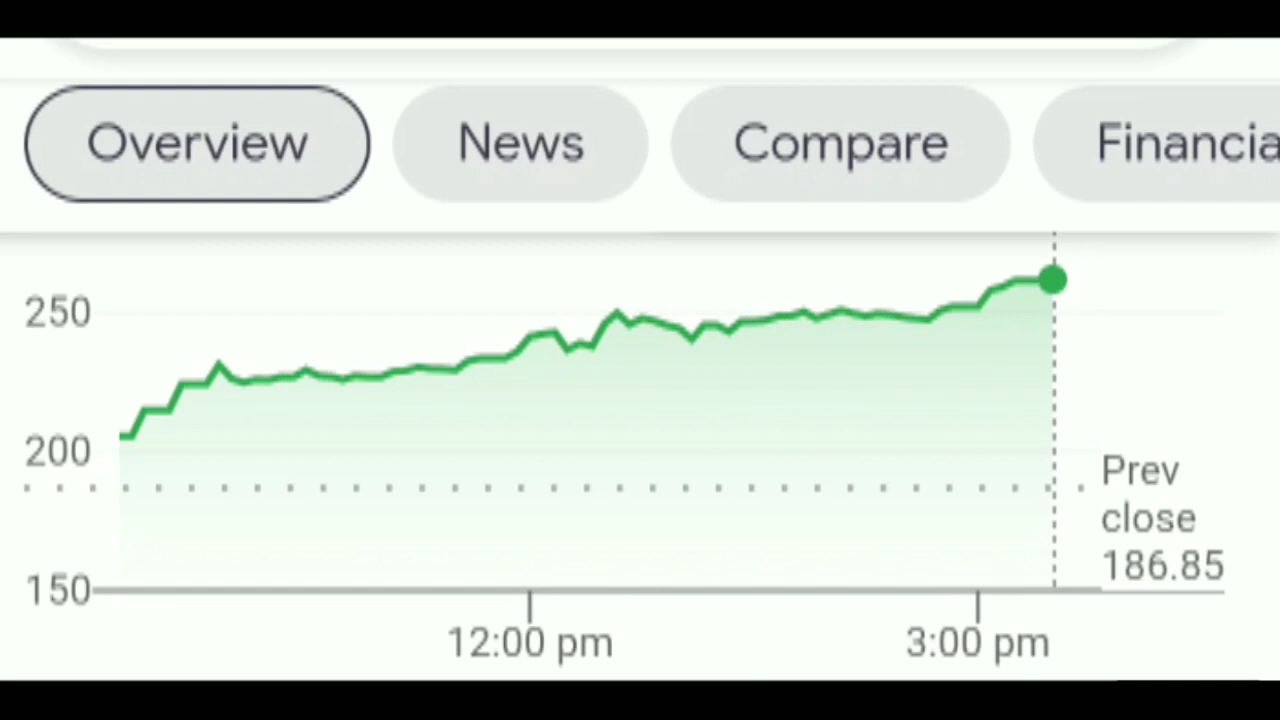 Overview News Compare Financia
250
200
150
Prev
close
186.85
12:00 pm 3:00 pm